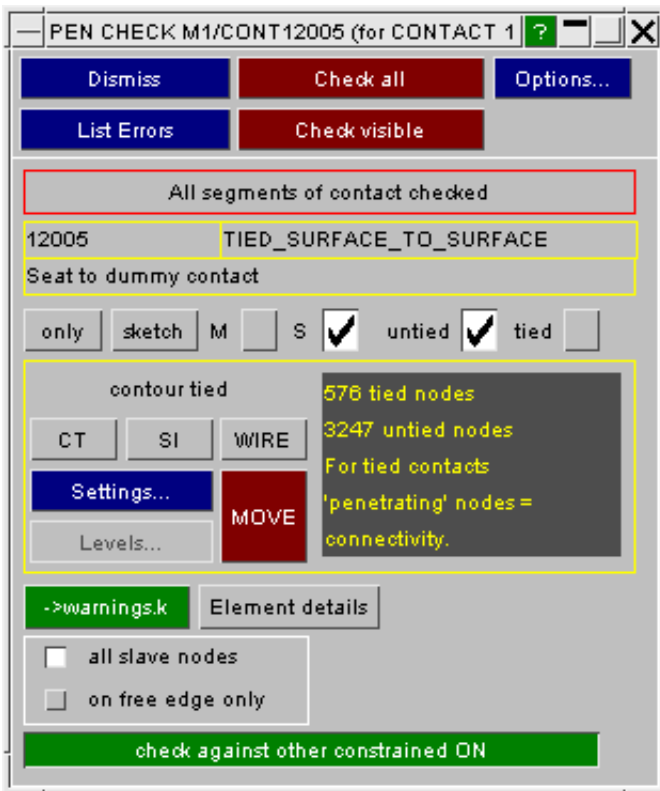 PEN CHECK M1/CONT12005 (for CONTACT 1 ?
Dismiss Check all Options...
List Errors Check visible
All segments of contact checked
12005 TIED_SURFACE_TO_SURFACE
Seat to dummy contact
only sketch M S untied tied
contour tied
CT SI WIRE
Settings...
MOVE
Levels...
576 tied nodes
3247 untied nodes
For tied contacts
'penetrating' nodes =
connectivity.
->warnings.k Element details
all slave nodes
on free edge only
check against other constrained ON